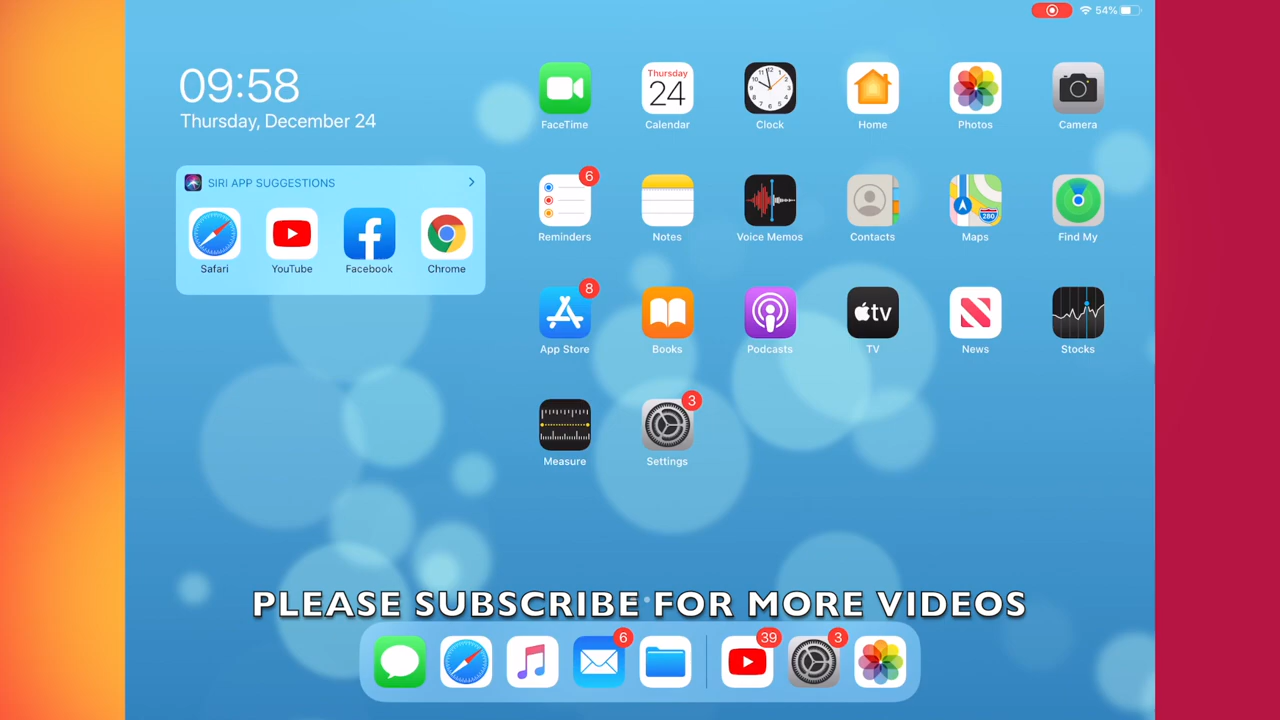 54%
09:58
Thursday, December 24
SIRI APP SUGGESTIONS
Safari YouTube Facebook Chrome
FaceTime Thursday 24 Calendar 12 Clock Home Photos Camera
6 Reminders Notes Voice Memos Contacts 280 Maps Find My
8 App Store Books Podcasts tv TV News Stocks
Measure 3 Settings
PLEASE SUBSCRIBE FOR MORE VIDEOS
6 39 3